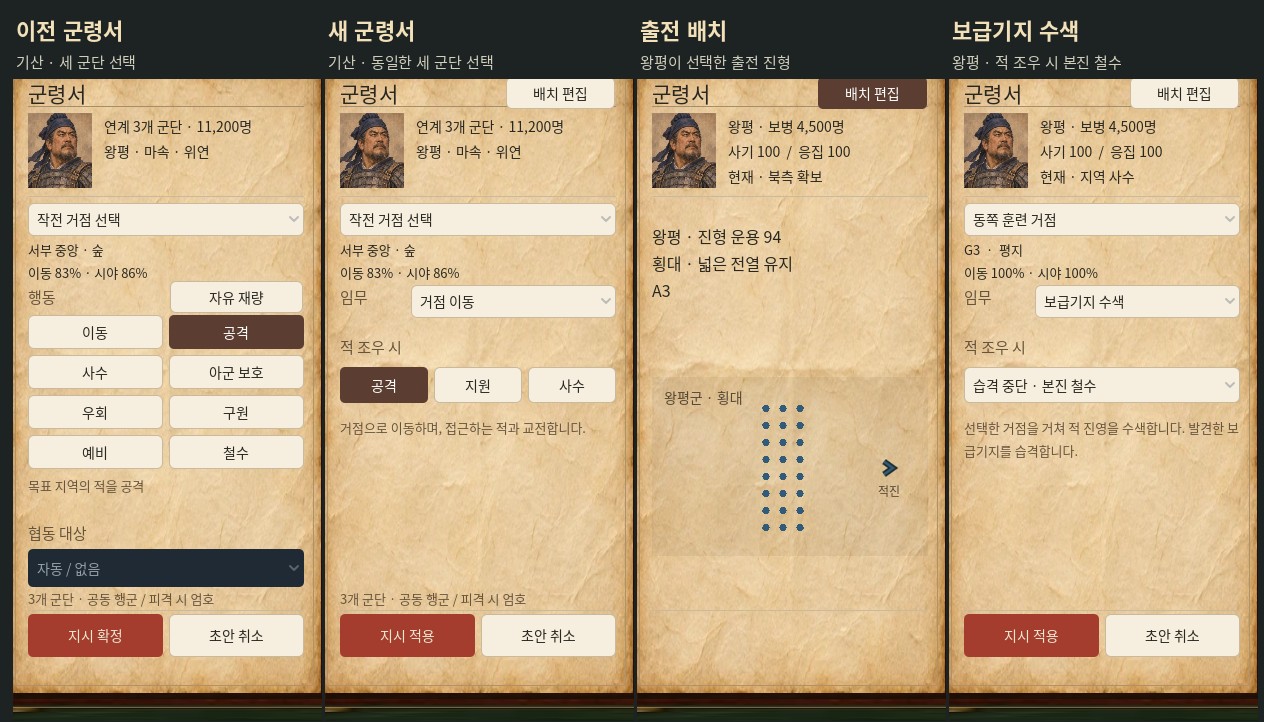 이전 군령서
기산 · 세 군단 선택
군령서
연계 3개 군단 · 11,200명
왕평 · 마속 · 위연
작전 거점 선택
서부 중앙 · 숲
이동 83% · 시야 86%
행동
자유 재량
이동
공격
사수
아군 보호
우회
구원
예비
철수
목표 지역의 적을 공격
협동 대상
자동 / 없음
3개 군단 · 공동 행군 / 피격 시 엄호
지시 확정
초안 취소
새 군령서
기산 · 동일한 세 군단 선택
군령서
배치 편집
연계 3개 군단 · 11,200명
왕평 · 마속 · 위연
작전 거점 선택
서부 중앙 · 숲
이동 83% · 시야 86%
임무
거점 이동
적 조우 시
공격
지원
사수
거점으로 이동하며, 접근하는 적과 교전합니다.
3개 군단 · 공동 행군 / 피격 시 엄호
지시 적용
초안 취소
출전 배치
왕평이 선택한 출전 진형
군령서
배치 편집
왕평 · 보병 4,500명
사기 100 / 응집 100
현재 · 북측 확보
왕평 · 진형 운용 94
횡대 · 넓은 전열 유지
A3
왕평군 · 횡대
적진
보급기지 수색
왕평 · 적 조우 시 본진 철수
군령서
배치 편집
왕평 · 보병 4,500명
사기 100 / 응집 100
현재 · 지역 사수
동쪽 훈련 거점
G3 · 평지
이동 100% · 시야 100%
임무
보급기지 수색
적 조우 시
습격 중단 · 본진 철수
선택한 거점을 거쳐 적 진영을 수색합니다. 발견한 보
급기지를 습격합니다.
지시 적용
초안 취소